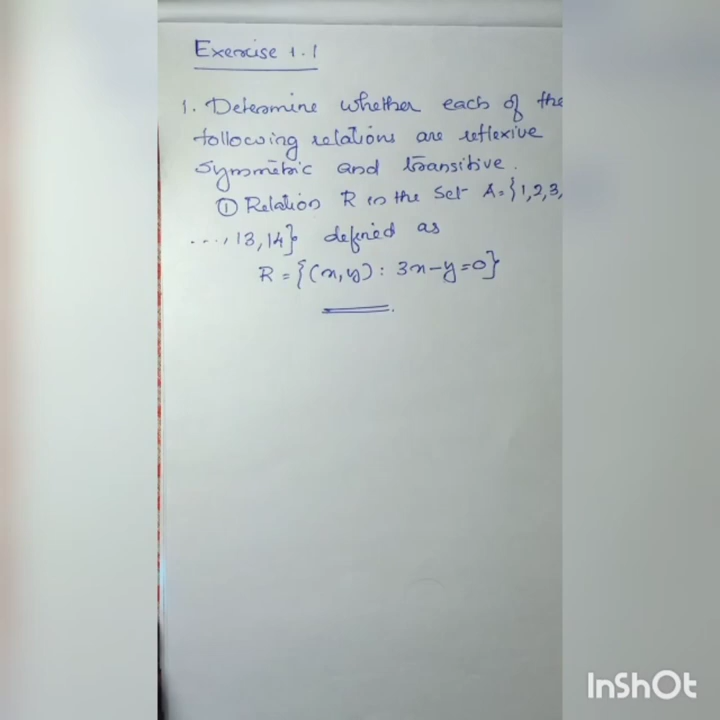 Exercise 1.1
1. Determine whether each of the
following relations are reflexive
symmetric and transitive.
① Relation R in the set A={1,2,3,
...,13,14} defined as
R={(x,y): 3x-y=0}
InShOt